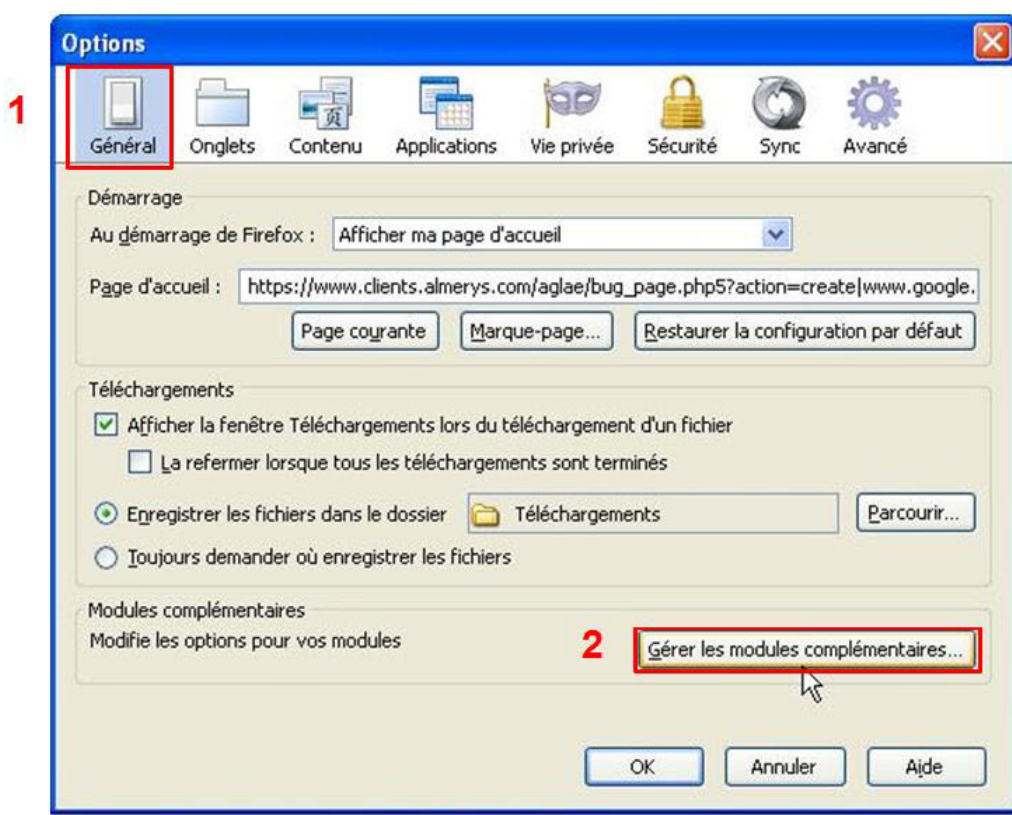 Options
1
Général Onglets Contenu Applications Vie privée Sécurité Sync Avancé
Démarrage
Au démarrage de Firefox : Afficher ma page d'accueil
Page d'accueil : https://www.clients.almerys.com/aglae/bug_page.php5?action=create|www.google.
Page courante Marque-page... Restaurer la configuration par défaut
Téléchargements
Afficher la fenêtre Téléchargements lors du téléchargement d'un fichier
La refermer lorsque tous les téléchargements sont terminés
Enregistrer les fichiers dans le dossier Téléchargements Parcourir...
Toujours demander où enregistrer les fichiers
Modules complémentaires
Modifie les options pour vos modules 2 Gérer les modules complémentaires...
OK Annuler Aide